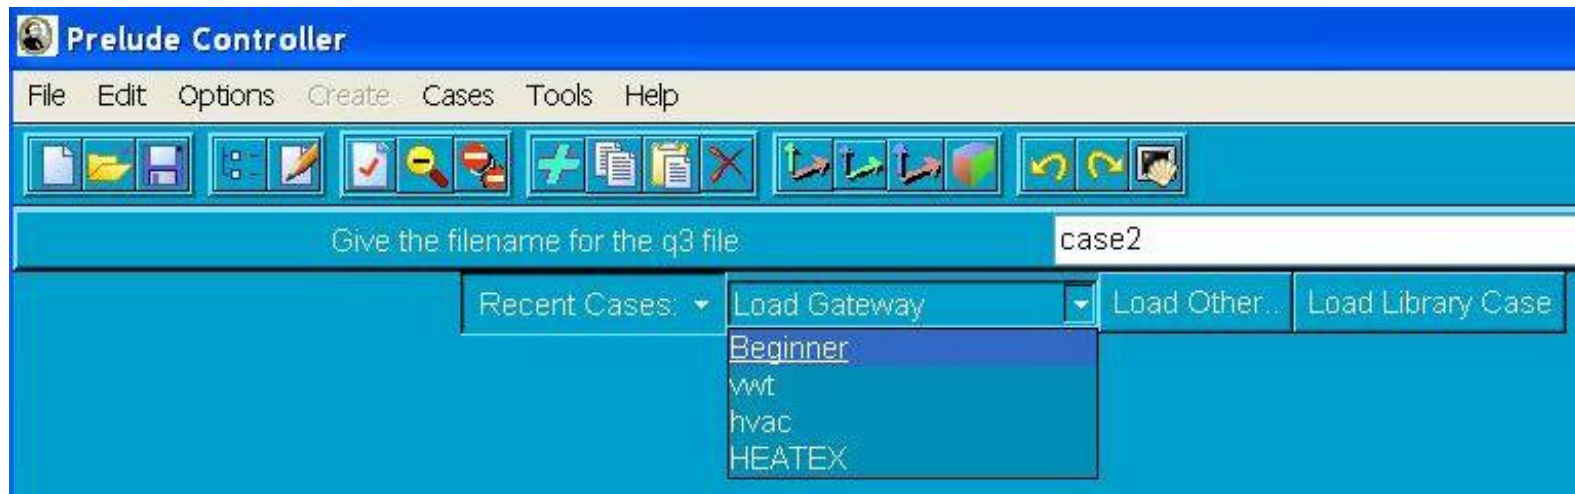 Prelude Controller
File Edit Options Create Cases Tools Help
Give the filename for the q3 file case2
Recent Cases: Load Gateway Load Other.. Load Library Case
Beginner
vwt
hvac
HEATEX